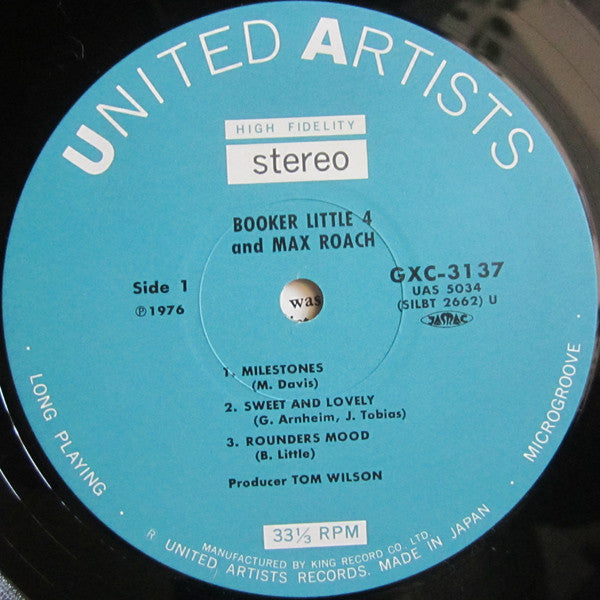 UNITED ARTISTS
HIGH FIDELITY
stereo
BOOKER LITTLE 4
and MAX ROACH
Side 1
℗1976
GXC-3137
UAS 5034
(SILBT 2662) U
JASRAC
was
1. MILESTONES
(M. Davis)
2. SWEET AND LOVELY
(G. Arnheim, J. Tobias)
3. ROUNDERS MOOD
(B. Little)
Producer TOM WILSON
33⅓ RPM
· LONG PLAYING ·
· MICROGROOVE ·
MANUFACTURED BY KING RECORD CO., LTD.
R UNITED ARTISTS RECORDS. MADE IN JAPAN